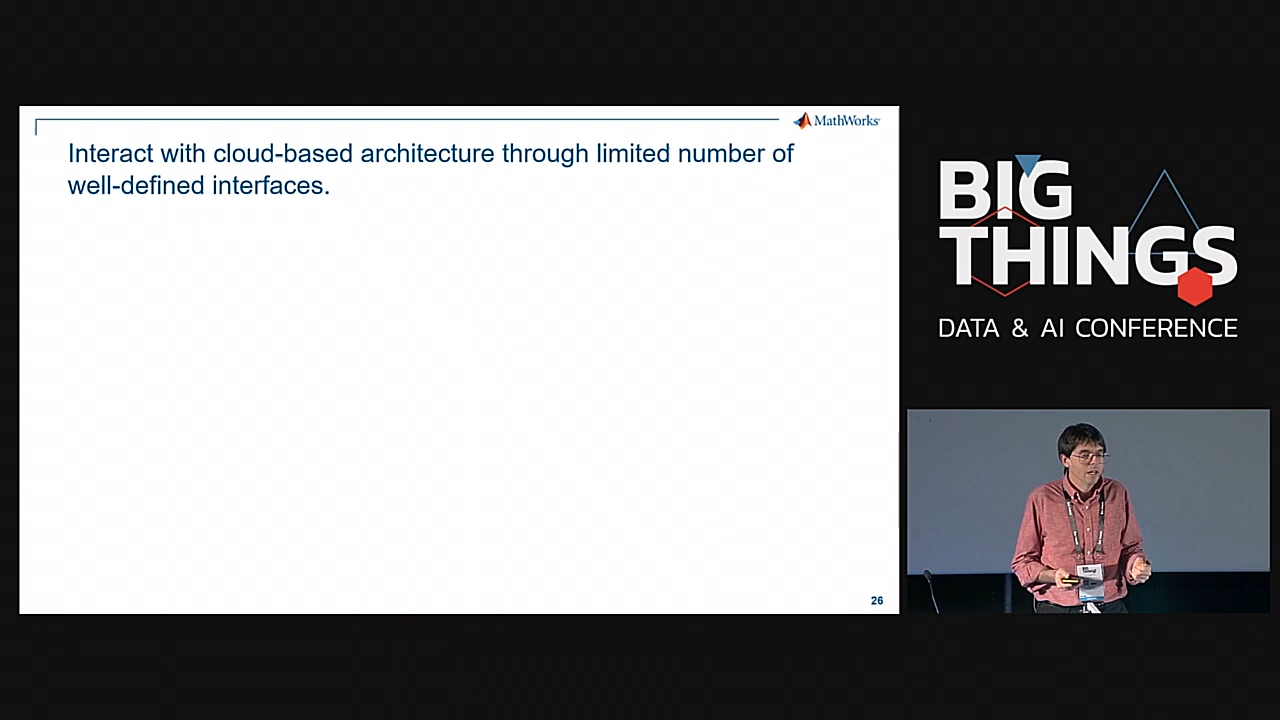 MathWorks
Interact with cloud-based architecture through limited number of
well-defined interfaces.
26
BIG
THINGS
DATA & AI CONFERENCE